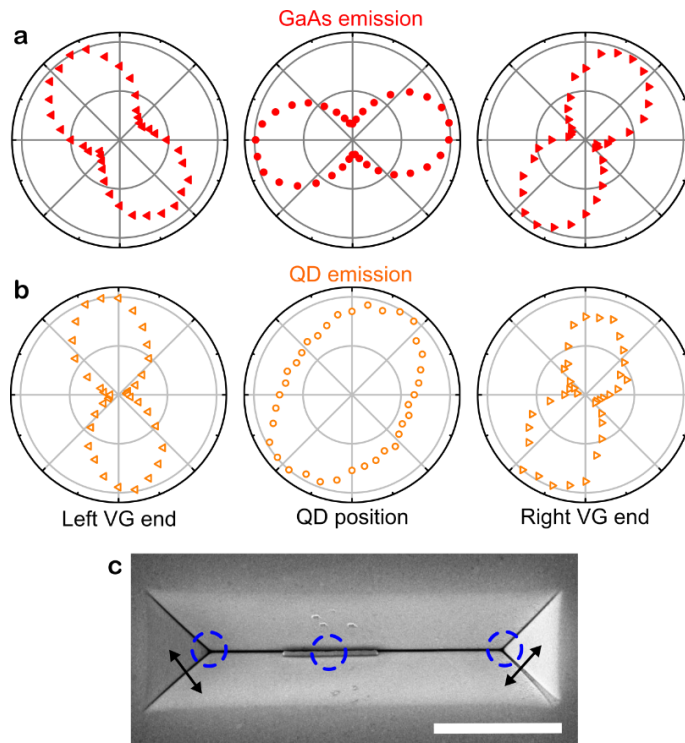 GaAs emission
a
QD emission
b
Left VG end QD position Right VG end
c